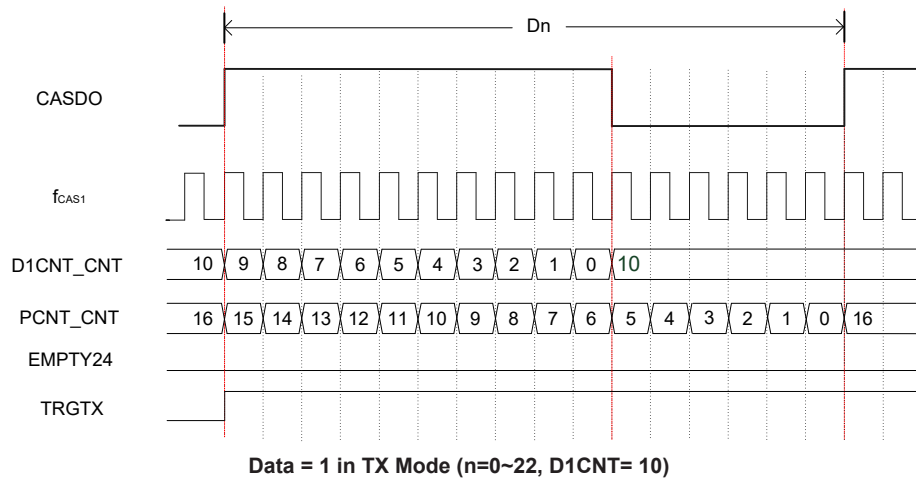 Dn
CASDO
fCAS1
D1CNT_CNT 10 9 8 7 6 5 4 3 2 1 0 10
PCNT_CNT 16 15 14 13 12 11 10 9 8 7 6 5 4 3 2 1 0 16
EMPTY24
TRGTX
Data = 1 in TX Mode (n=0~22, D1CNT= 10)